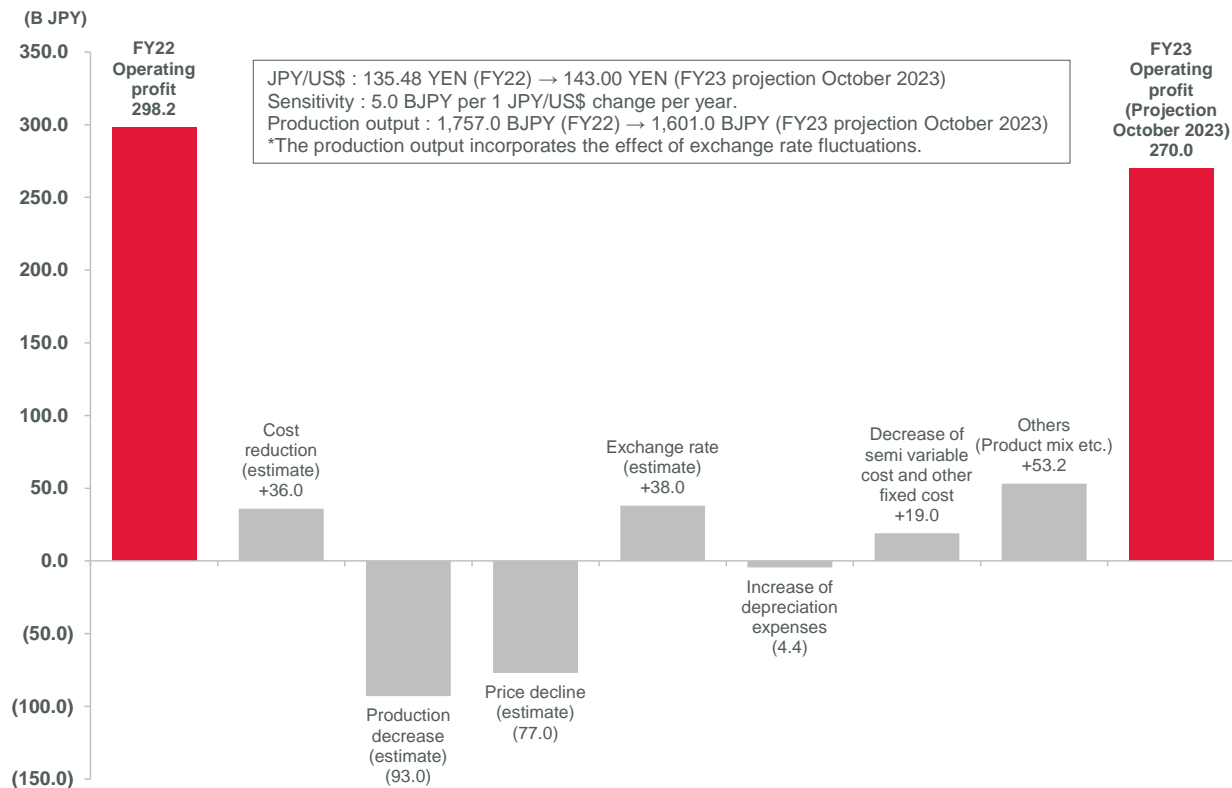 (B JPY)
350.0
300.0
250.0
200.0
150.0
100.0
50.0
0.0
(50.0)
(100.0)
(150.0)
FY22
Operating
profit
298.2
JPY/US$ : 135.48 YEN (FY22) → 143.00 YEN (FY23 projection October 2023)
Sensitivity : 5.0 BJPY per 1 JPY/US$ change per year.
Production output : 1,757.0 BJPY (FY22) → 1,601.0 BJPY (FY23 projection October 2023)
*The production output incorporates the effect of exchange rate fluctuations.
Cost
reduction
(estimate)
+36.0
Production
decrease
(estimate)
(93.0)
Price decline
(estimate)
(77.0)
Exchange rate
(estimate)
+38.0
Increase of
depreciation
expenses
(4.4)
Decrease of
semi variable
cost and other
fixed cost
+19.0
Others
(Product mix etc.)
+53.2
FY23
Operating
profit
(Projection
October 2023)
270.0